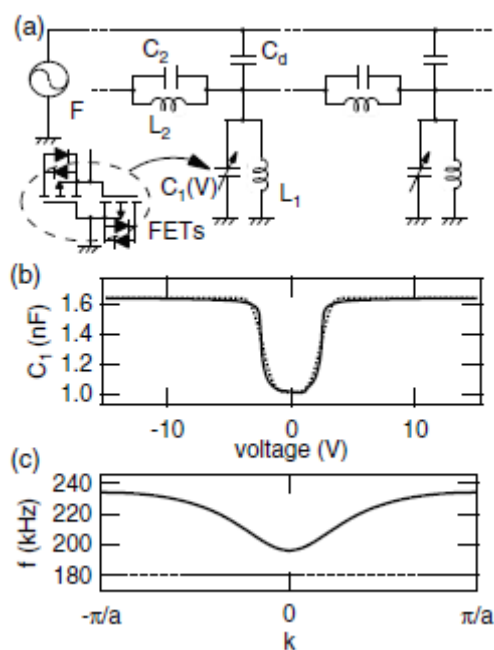 (a)
C2
Cd
F
L2
C1(V)
L1
FETs
(b)
C1 (nF)
1.6
1.4
1.2
1.0
-10
0
10
voltage (V)
(c)
f (kHz)
240
220
200
180
-π/a
0
π/a
k